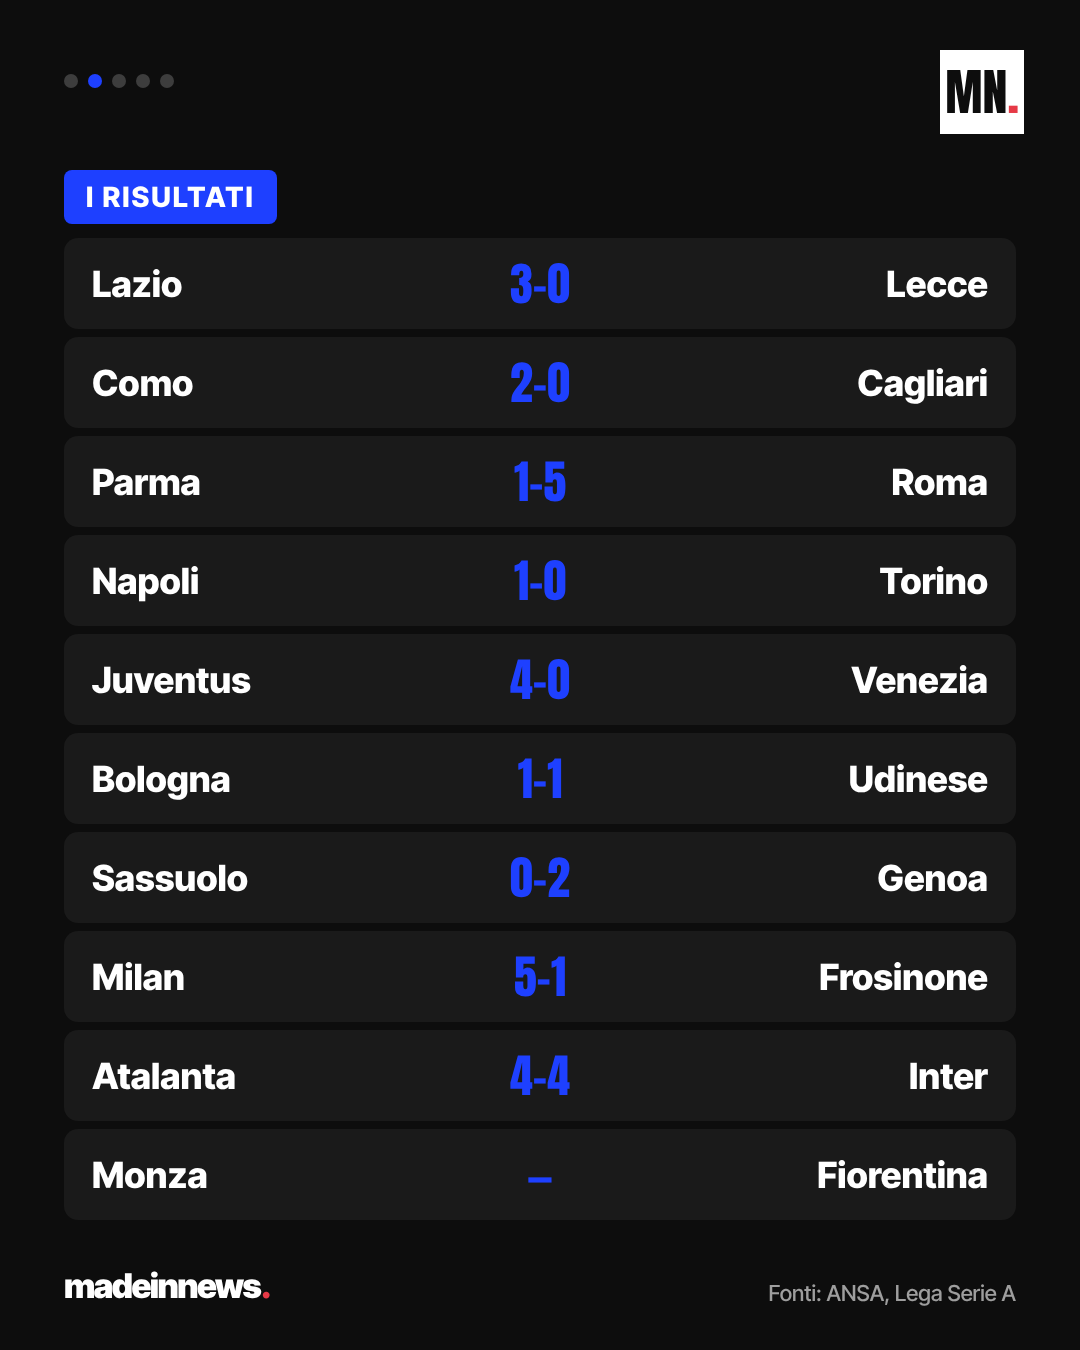 MN.
I RISULTATI
Lazio 3-0 Lecce
Como 2-0 Cagliari
Parma 1-5 Roma
Napoli 1-0 Torino
Juventus 4-0 Venezia
Bologna 1-1 Udinese
Sassuolo 0-2 Genoa
Milan 5-1 Frosinone
Atalanta 4-4 Inter
Monza – Fiorentina
madeinnews.
Fonti: ANSA, Lega Serie A